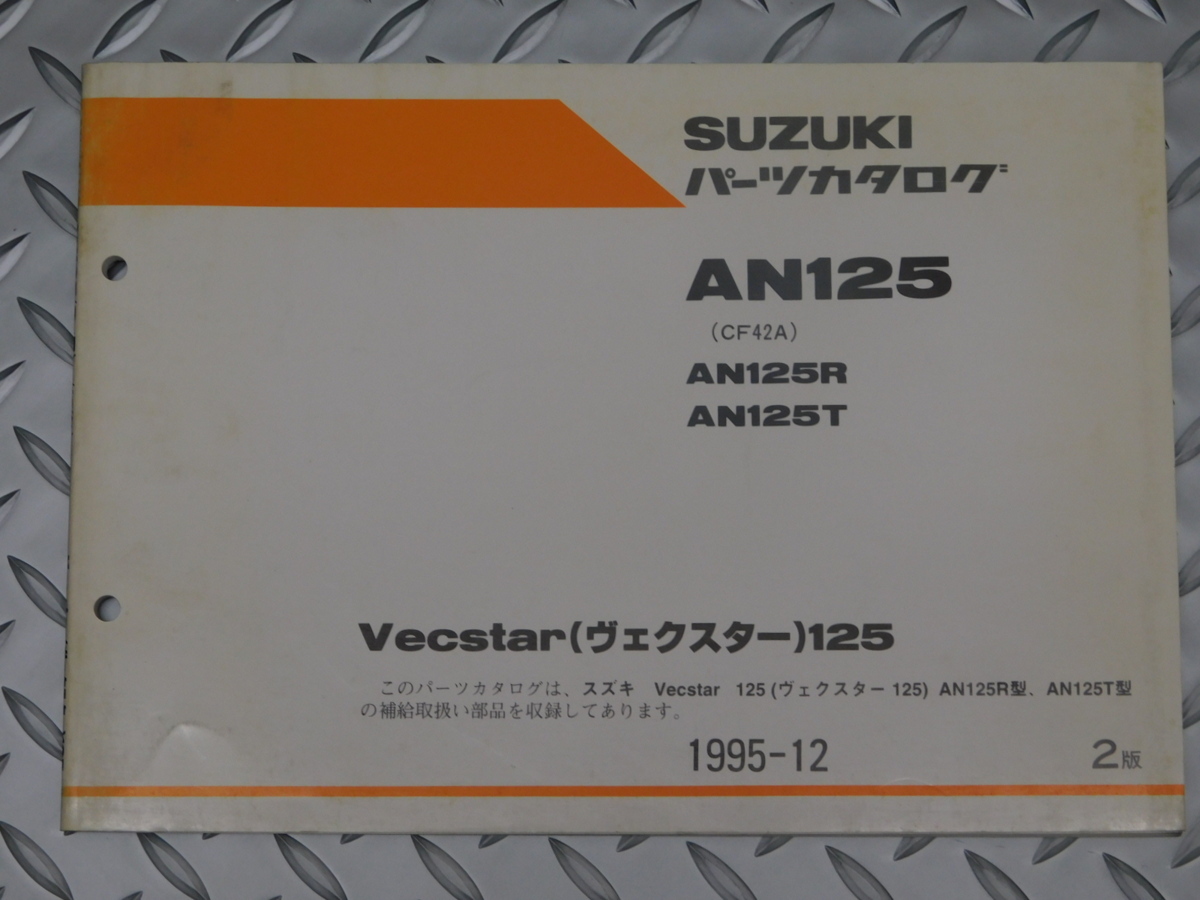 SUZUKI
パーツカタログ
AN125
(CF42A)
AN125R
AN125T
Vecstar(ヴェクスター)125
このパーツカタログは、スズキ Vecstar 125 (ヴェクスター 125) AN125R型、AN125T型
の補給取扱い部品を収録してあります。
1995-12
2版